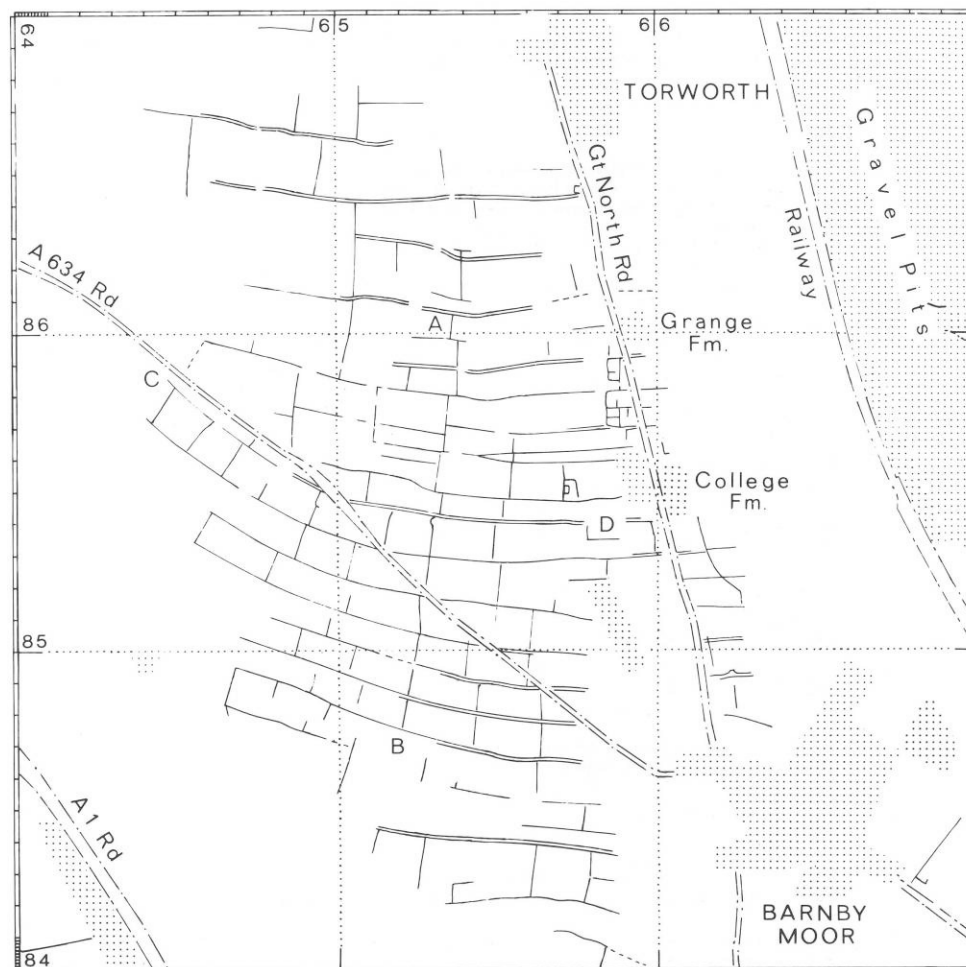 64
65
66
TORWORTH
Gravel Pits
Gt North Rd
Railway
A 634 Rd
A
86
Grange
Fm.
C
College
Fm.
D
85
B
A1 Rd
BARNBY
MOOR
84